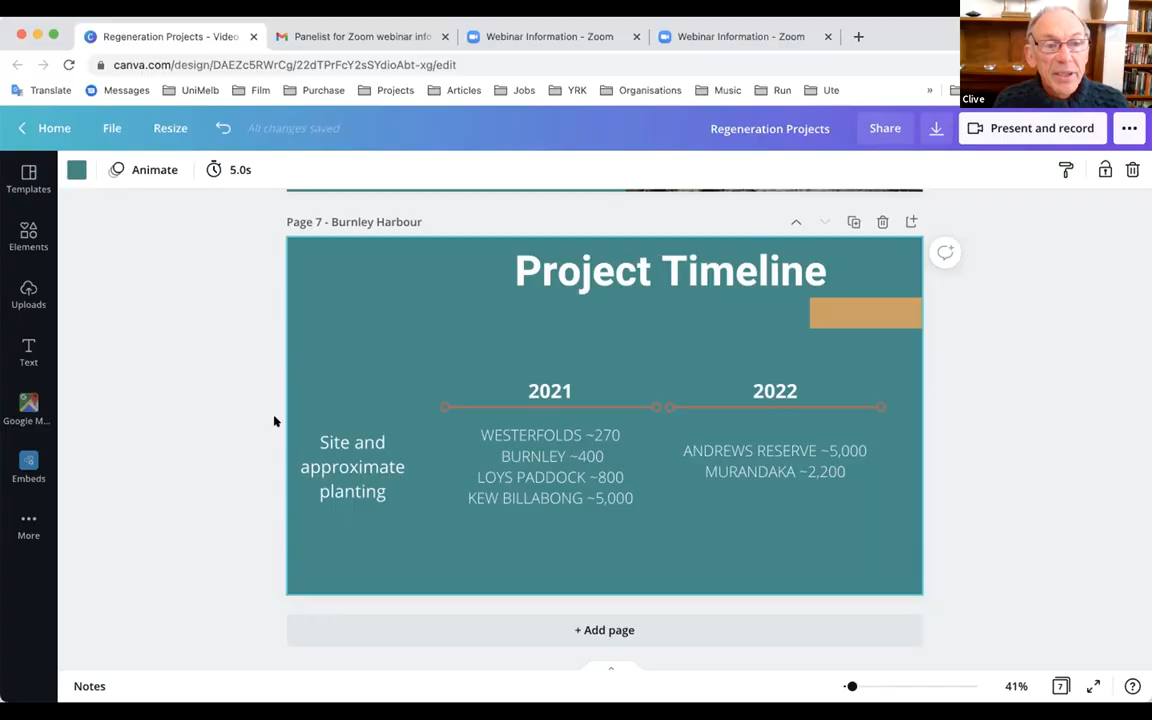 Regeneration Projects - Video
Panelist for Zoom webinar info
Webinar Information - Zoom
Webinar Information - Zoom
canva.com/design/DAEZc5RWrCg/22dTPrFcY2sSYdioAbt-xg/edit
Translate
Messages
UniMelb
Film
Purchase
Projects
Articles
Jobs
YRK
Organisations
Music
Run
Ute
»
Clive
Home
File
Resize
All changes saved
Regeneration Projects
Share
Present and record
Animate
5.0s
Templates
Elements
Uploads
Text
Google M...
Embeds
More
Page 7 - Burnley Harbour
Project Timeline
2021
2022
Site and
approximate
planting
WESTERFOLDS ~270
BURNLEY ~400
LOYS PADDOCK ~800
KEW BILLABONG ~5,000
ANDREWS RESERVE ~5,000
MURANDAKA ~2,200
+ Add page
Notes
41%
7